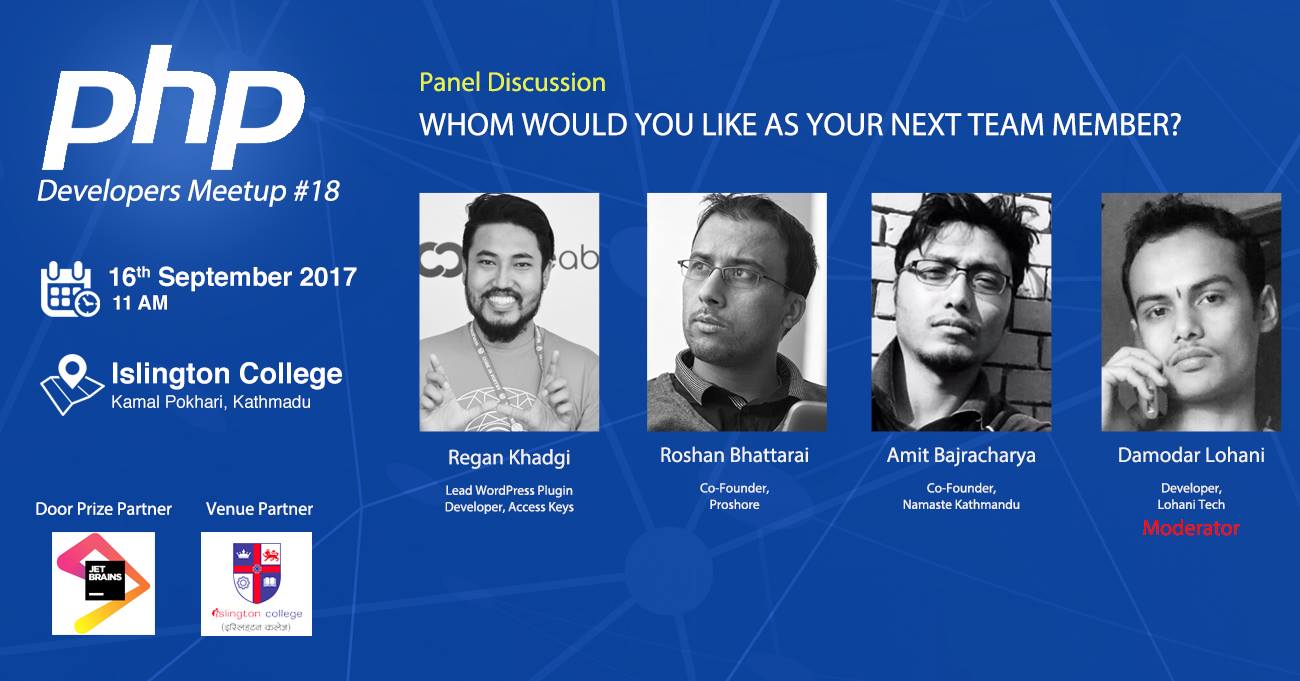 php
Developers Meetup #18
16th September 2017
11 AM
Islington College
Kamal Pokhari, Kathmadu
Door Prize Partner
Venue Partner
JET
BRAINS
islington college
(इस्लिङ्टन कलेज)
Panel Discussion
WHOM WOULD YOU LIKE AS YOUR NEXT TEAM MEMBER?
co
ab
Regan Khadgi
Lead WordPress Plugin
Developer, Access Keys
Roshan Bhattarai
Co-Founder,
Proshore
Amit Bajracharya
Co-Founder,
Namaste Kathmandu
Damodar Lohani
Developer,
Lohani Tech
Moderator